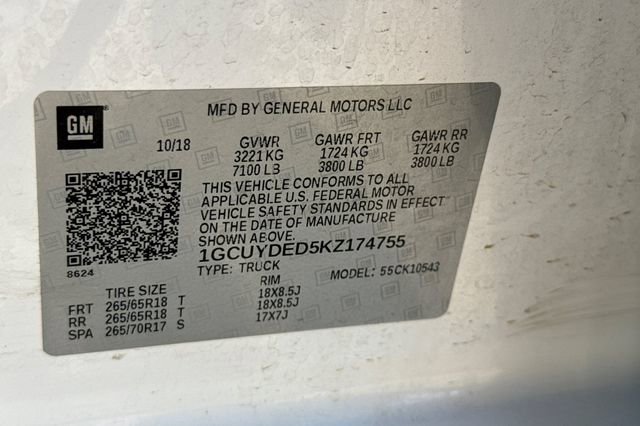 GM
MFD BY GENERAL MOTORS LLC
10/18 GVWR GAWR FRT GAWR RR
3221 KG 1724 KG 1724 KG
7100 LB 3800 LB 3800 LB
THIS VEHICLE CONFORMS TO ALL
APPLICABLE U.S. FEDERAL MOTOR
VEHICLE SAFETY STANDARDS IN EFFECT
ON THE DATE OF MANUFACTURE
SHOWN ABOVE.
8624
1GCUYDED5KZ174755
TYPE: TRUCK MODEL: 55CK10543
TIRE SIZE RIM
FRT 265/65R18 T 18X8.5J
RR 265/65R18 T 18X8.5J
SPA 265/70R17 S 17X7J